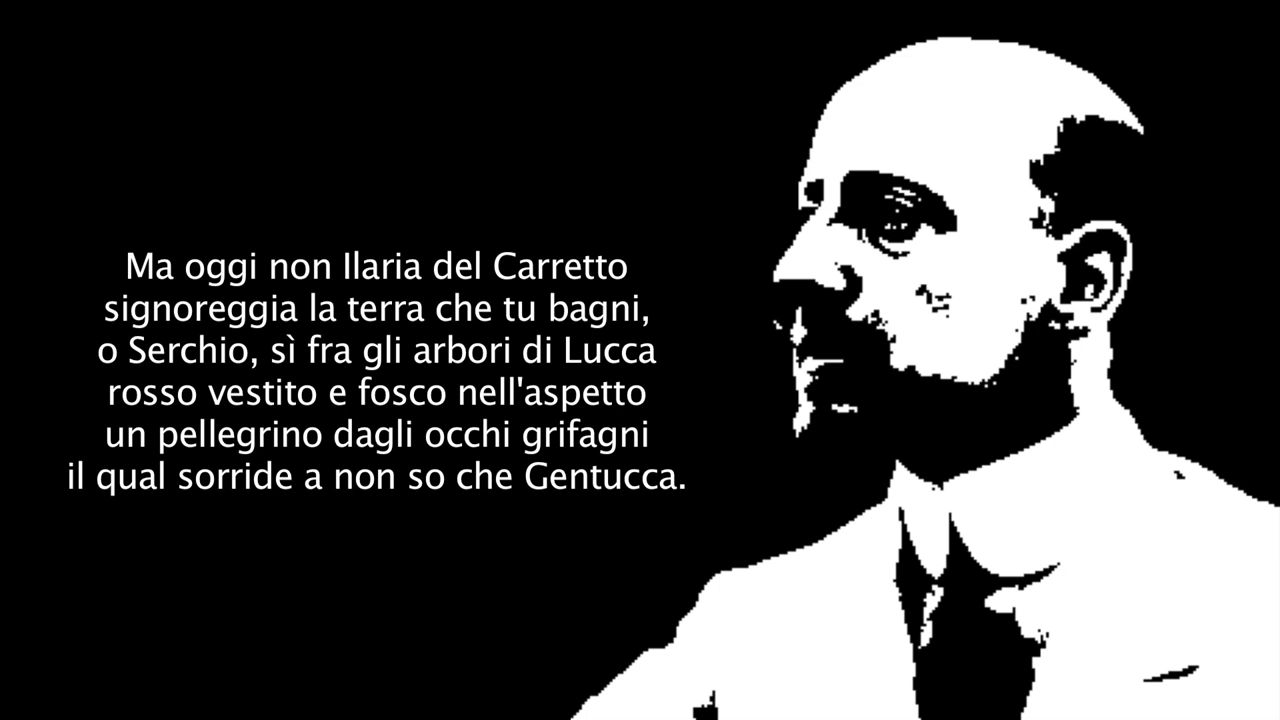 Ma oggi non Ilaria del Carretto
signoreggia la terra che tu bagni,
o Serchio, sì fra gli arbori di Lucca
rosso vestito e fosco nell'aspetto
un pellegrino dagli occhi grifagni
il qual sorride a non so che Gentucca.